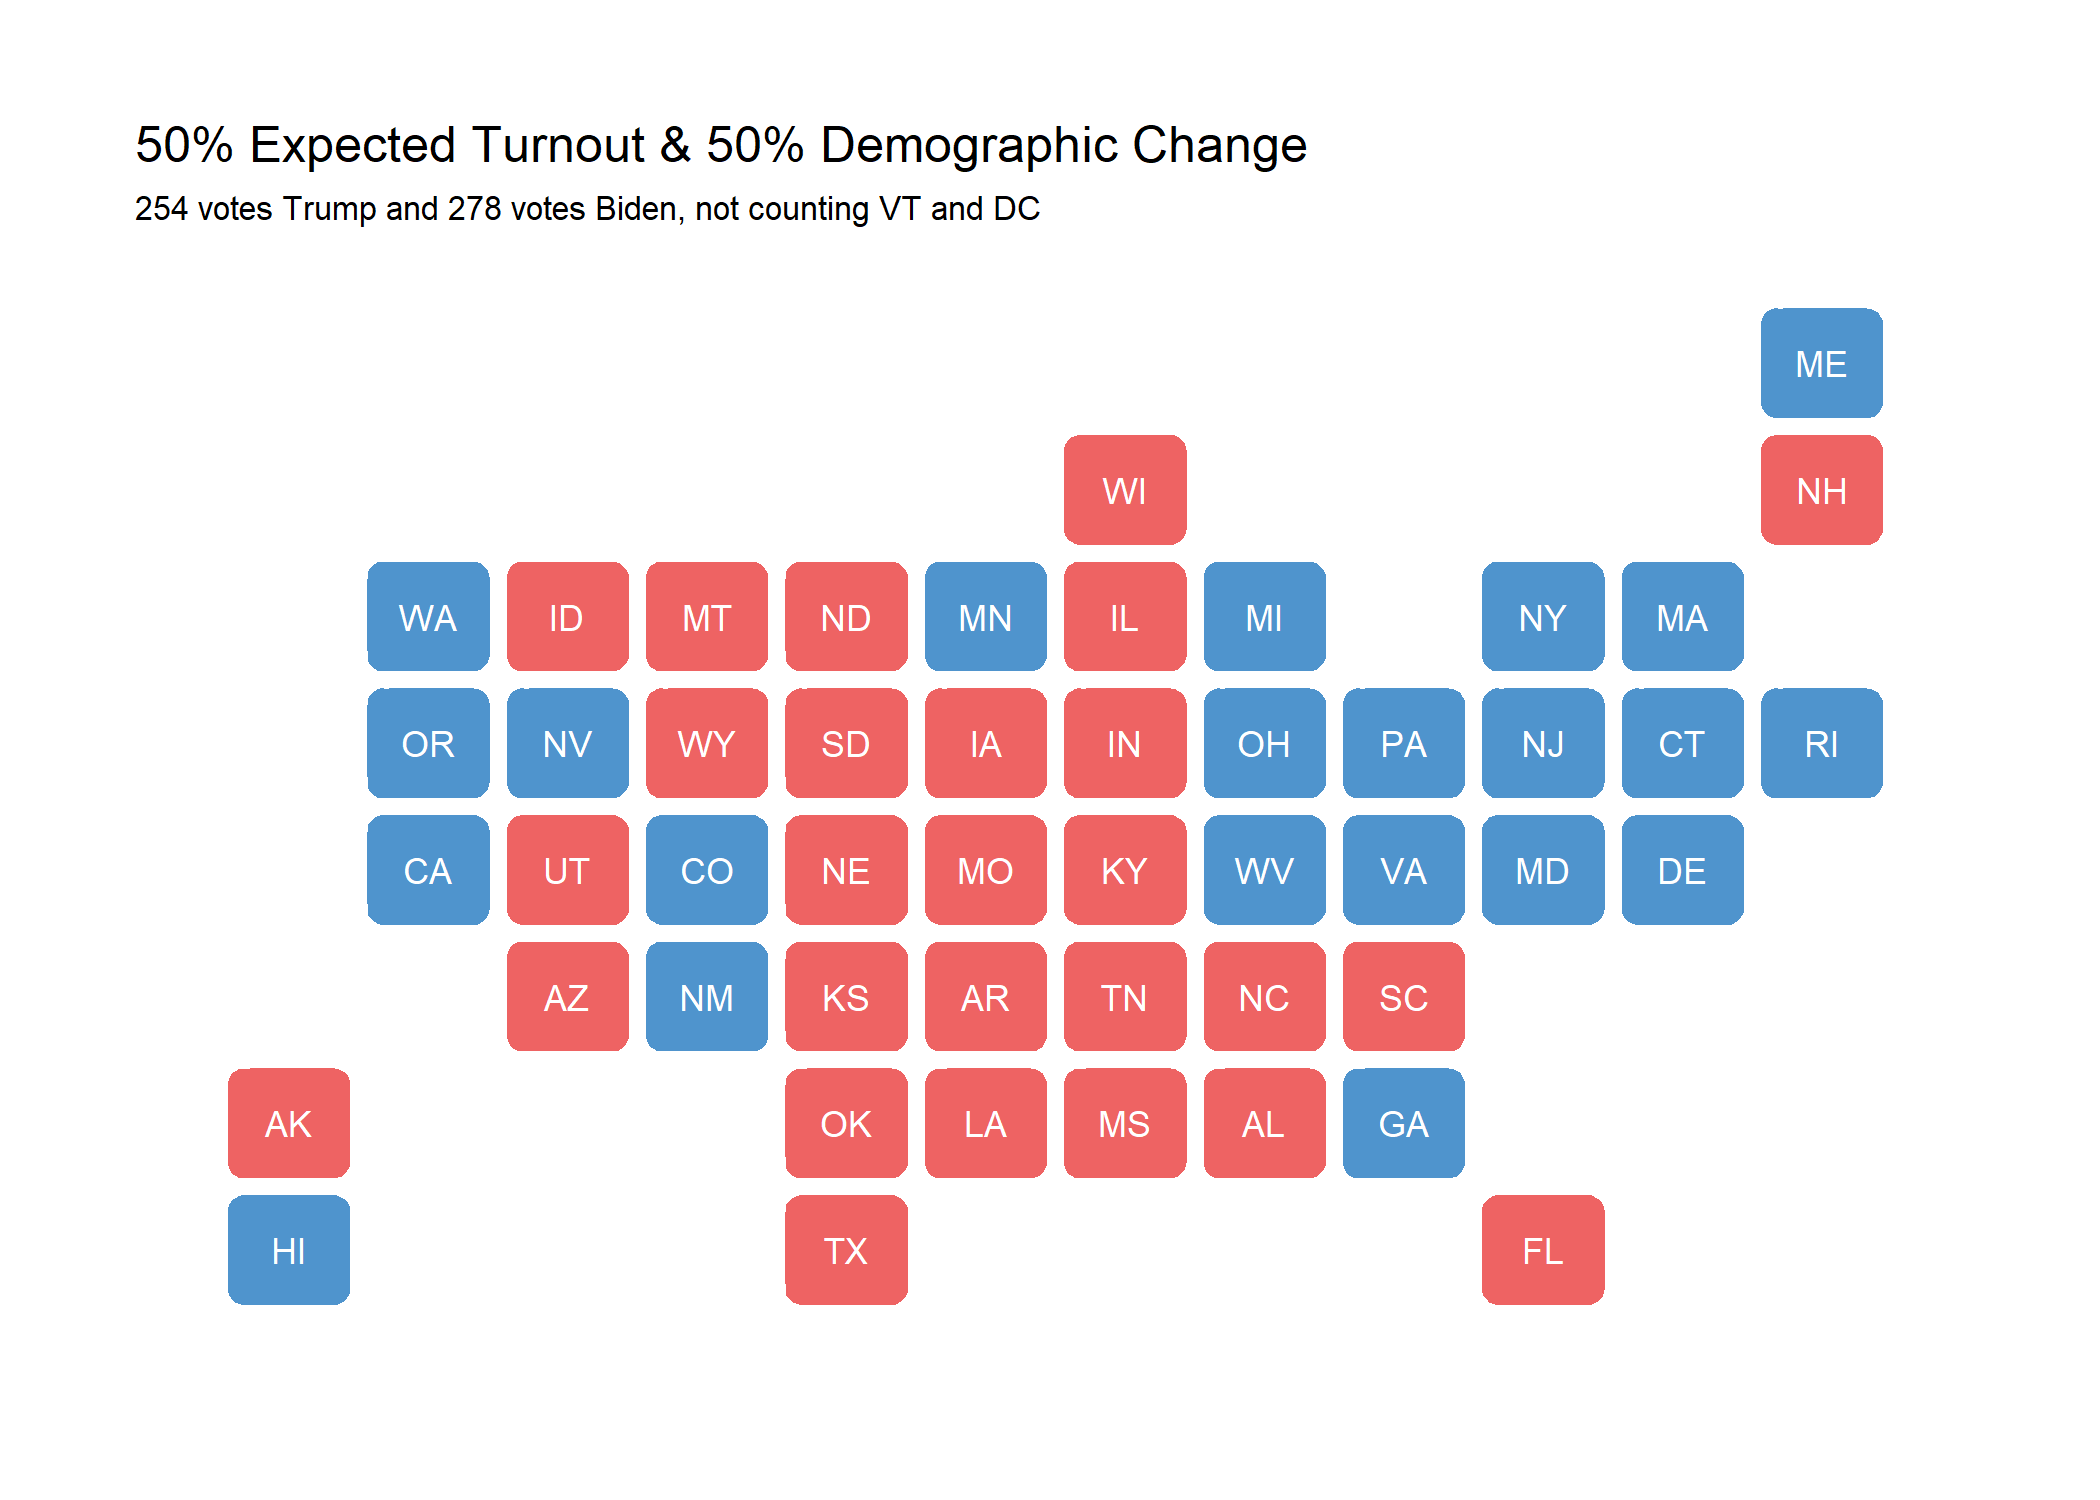 50% Expected Turnout & 50% Demographic Change
254 votes Trump and 278 votes Biden, not counting VT and DC
ME
WI NH
WA ID MT ND MN IL MI NY MA
OR NV WY SD IA IN OH PA NJ CT RI
CA UT CO NE MO KY WV VA MD DE
AZ NM KS AR TN NC SC
AK OK LA MS AL GA
HI TX FL